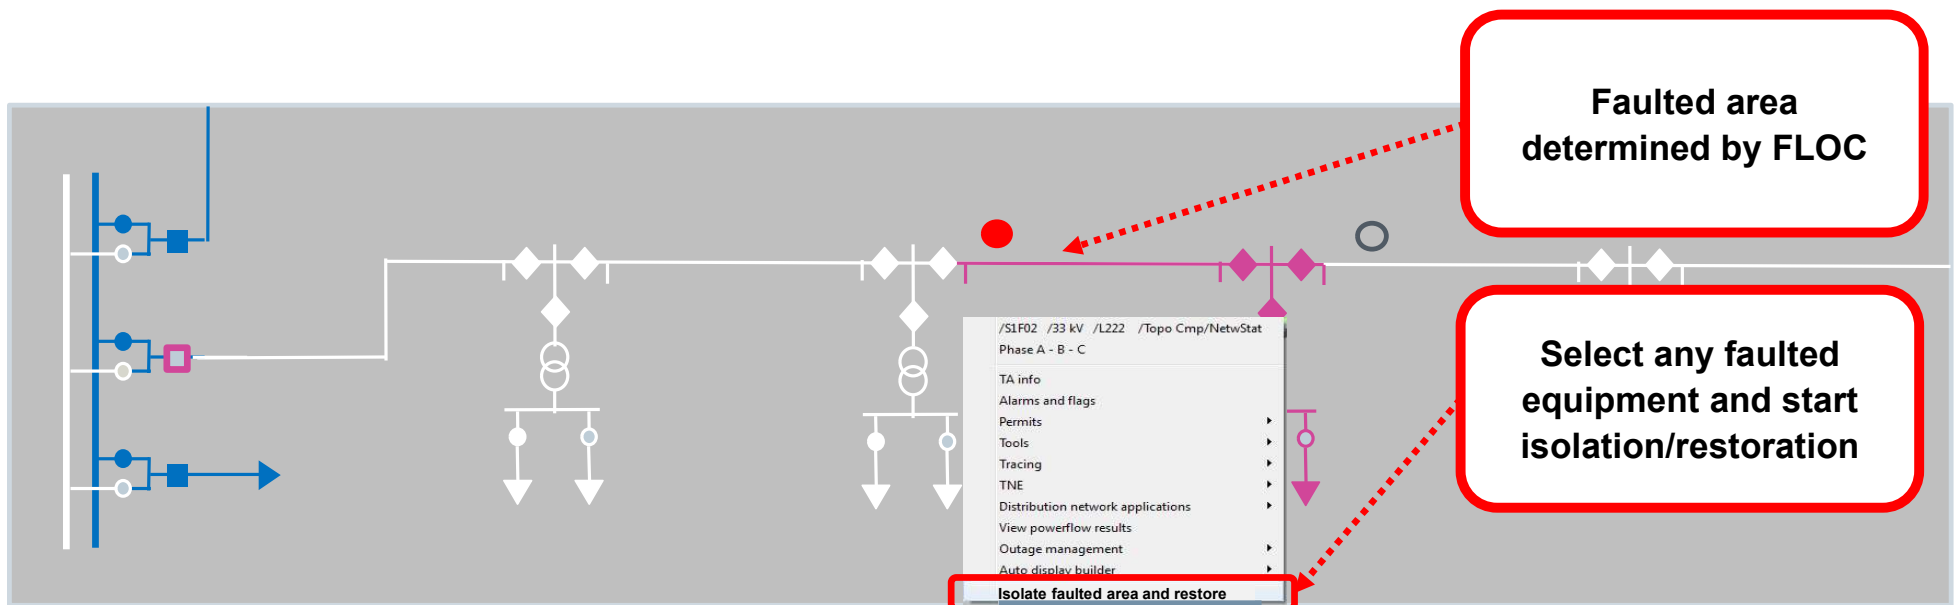 Faulted area
determined by FLOC
/S1F02 /33 kV /L222 /Topo Cmp/NetwStat
Phase A - B - C
TA info
Alarms and flags
Permits
Tools
Tracing
TNE
Distribution network applications
View powerflow results
Outage management
Auto display builder
Isolate faulted area and restore
Select any faulted
equipment and start
isolation/restoration